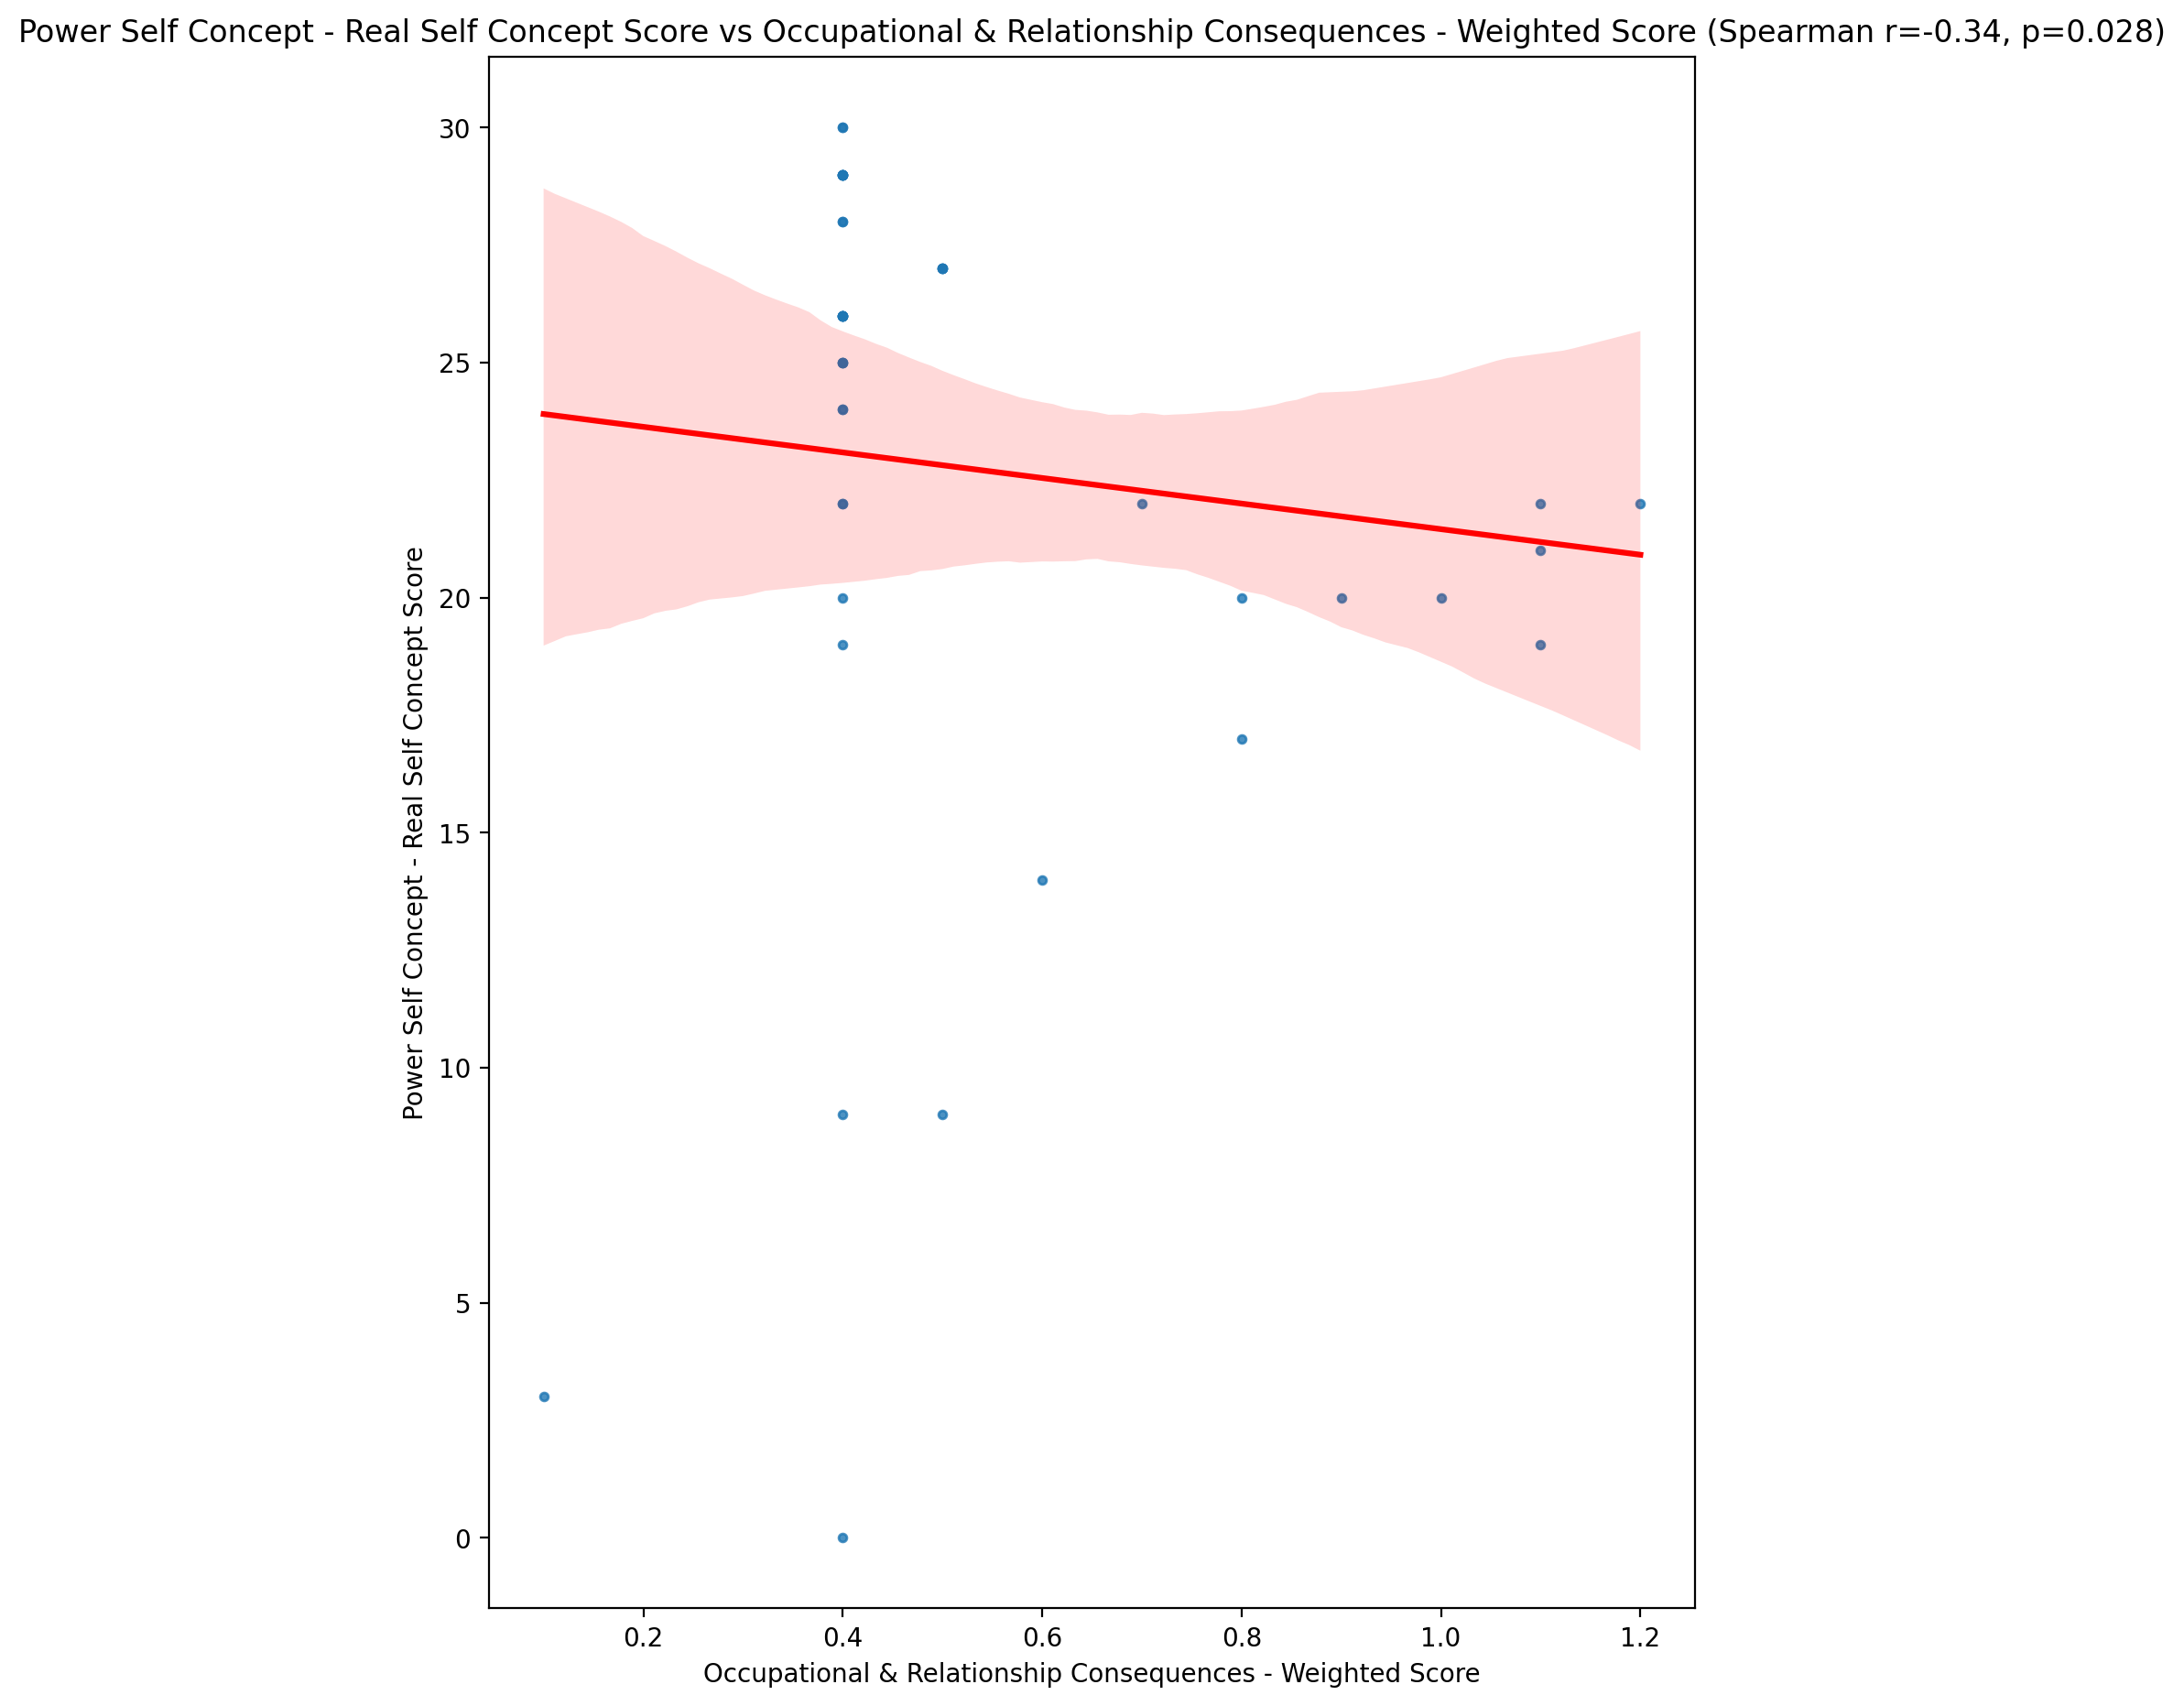 Power Self Concept - Real Self Concept Score vs Occupational & Relationship Consequences - Weighted Score (Spearman r=-0.34, p=0.028)
30
25
20
15
10
5
0
Power Self Concept - Real Self Concept Score
0.2 0.4 0.6 0.8 1.0 1.2
Occupational & Relationship Consequences - Weighted Score